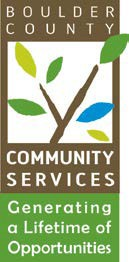 BOULDER
COUNTY
COMMUNITY
SERVICES
Generating
a Lifetime of
Opportunities